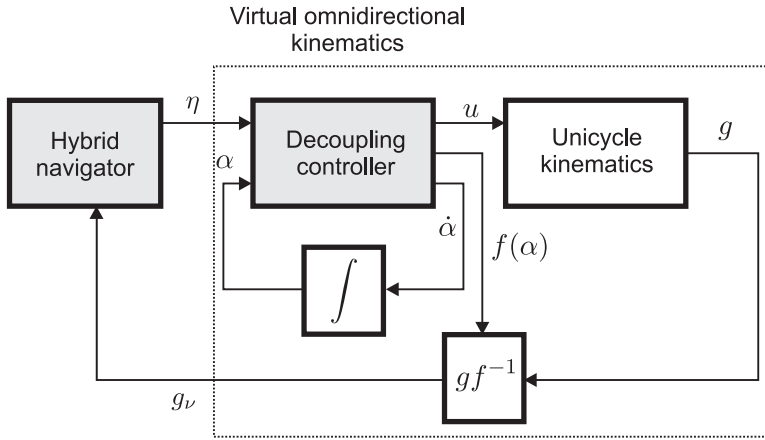 Virtual omnidirectional
kinematics
Hybrid
navigator
η
Decoupling
controller
u
Unicycle
kinematics
g
α
α̇
f(α)
∫
gf⁻¹
g_ν